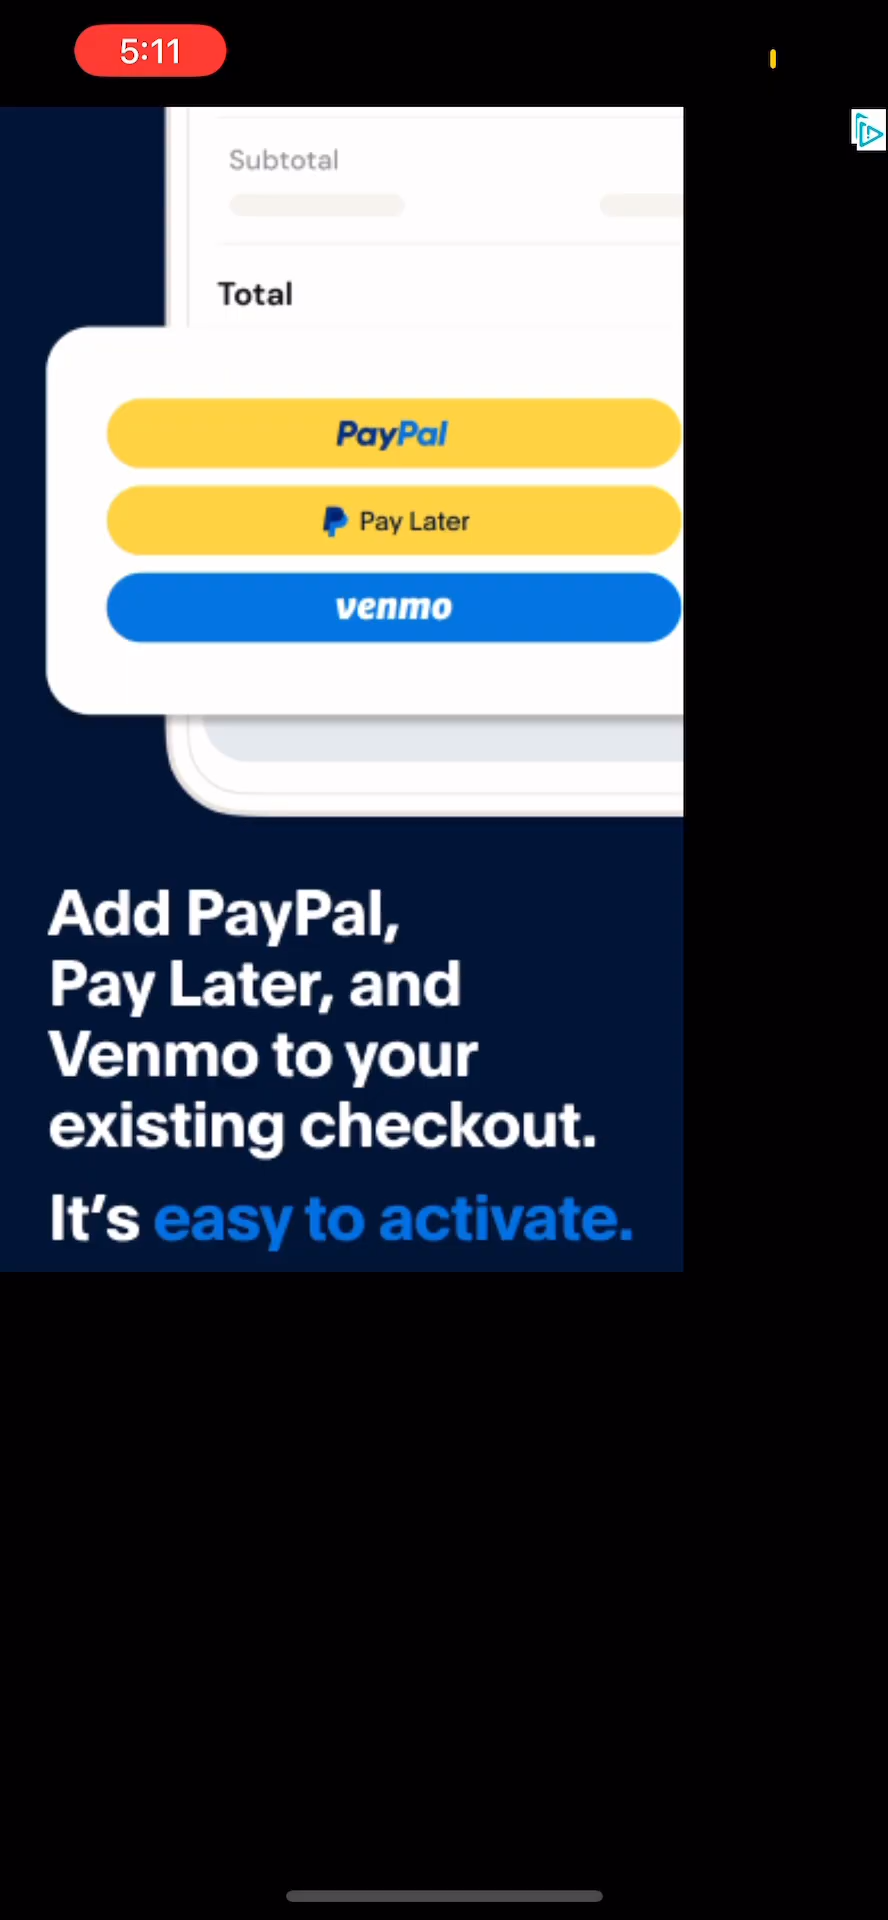 5:11
Subtotal
Total
PayPal
Pay Later
venmo
Add PayPal,
Pay Later, and
Venmo to your
existing checkout.
It’s easy to activate.